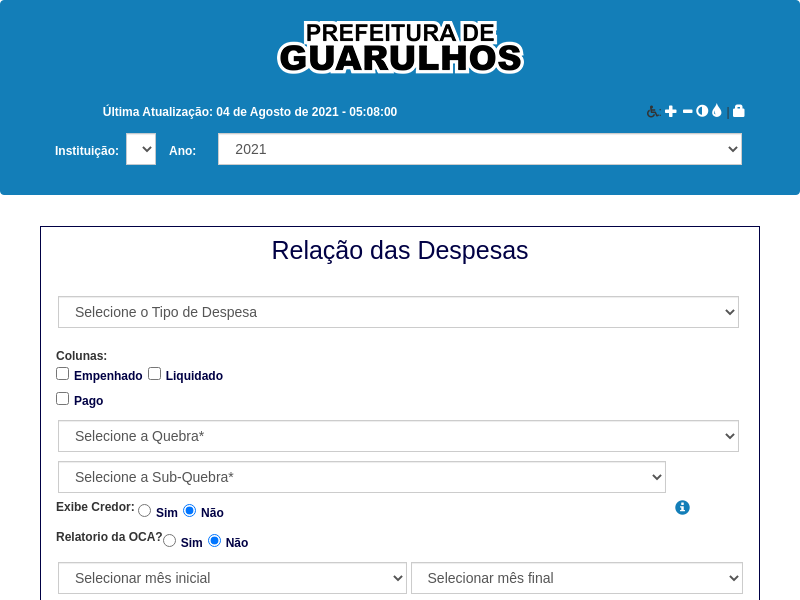 PREFEITURA DE
GUARULHOS
Última Atualização: 04 de Agosto de 2021 - 05:08:00
|
Instituição:
Ano:
2021
Relação das Despesas
Selecione o Tipo de Despesa
Colunas:
Empenhado Liquidado
Pago
Selecione a Quebra*
Selecione a Sub-Quebra*
Exibe Credor: Sim Não
Relatorio da OCA? Sim Não
Selecionar mês inicial
Selecionar mês final